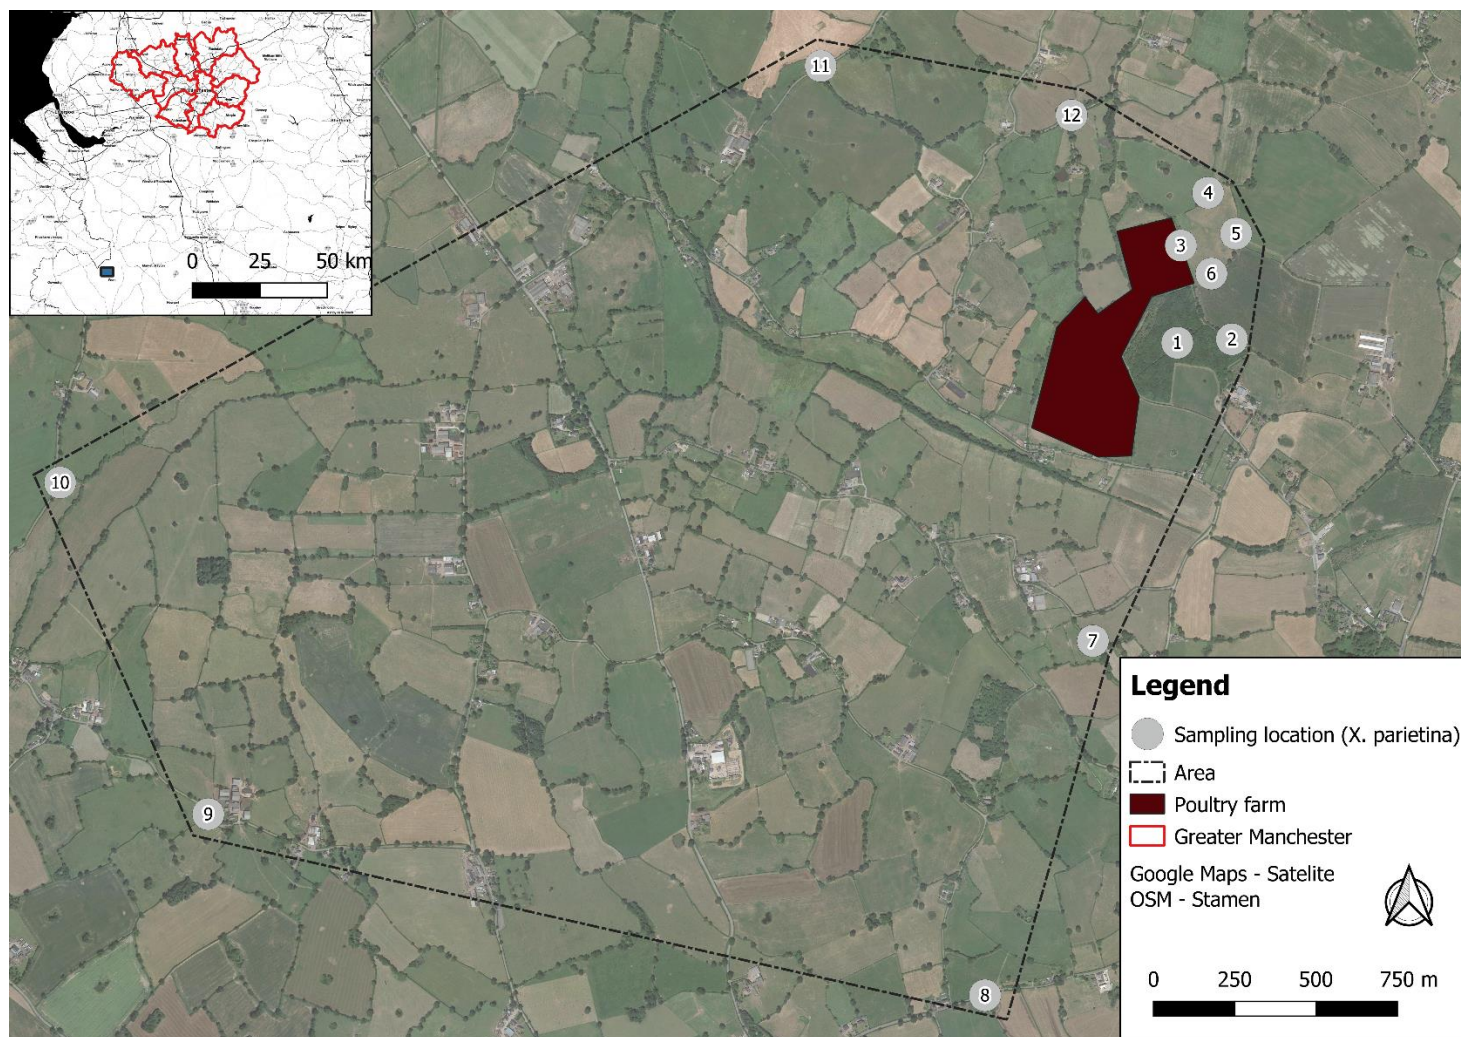 0 25 50 km
11
12
4
5
3
6
1
2
10
7
9
8
Legend
Sampling location (X. parietina)
Area
Poultry farm
Greater Manchester
Google Maps - Satelite
OSM - Stamen
0 250 500 750 m